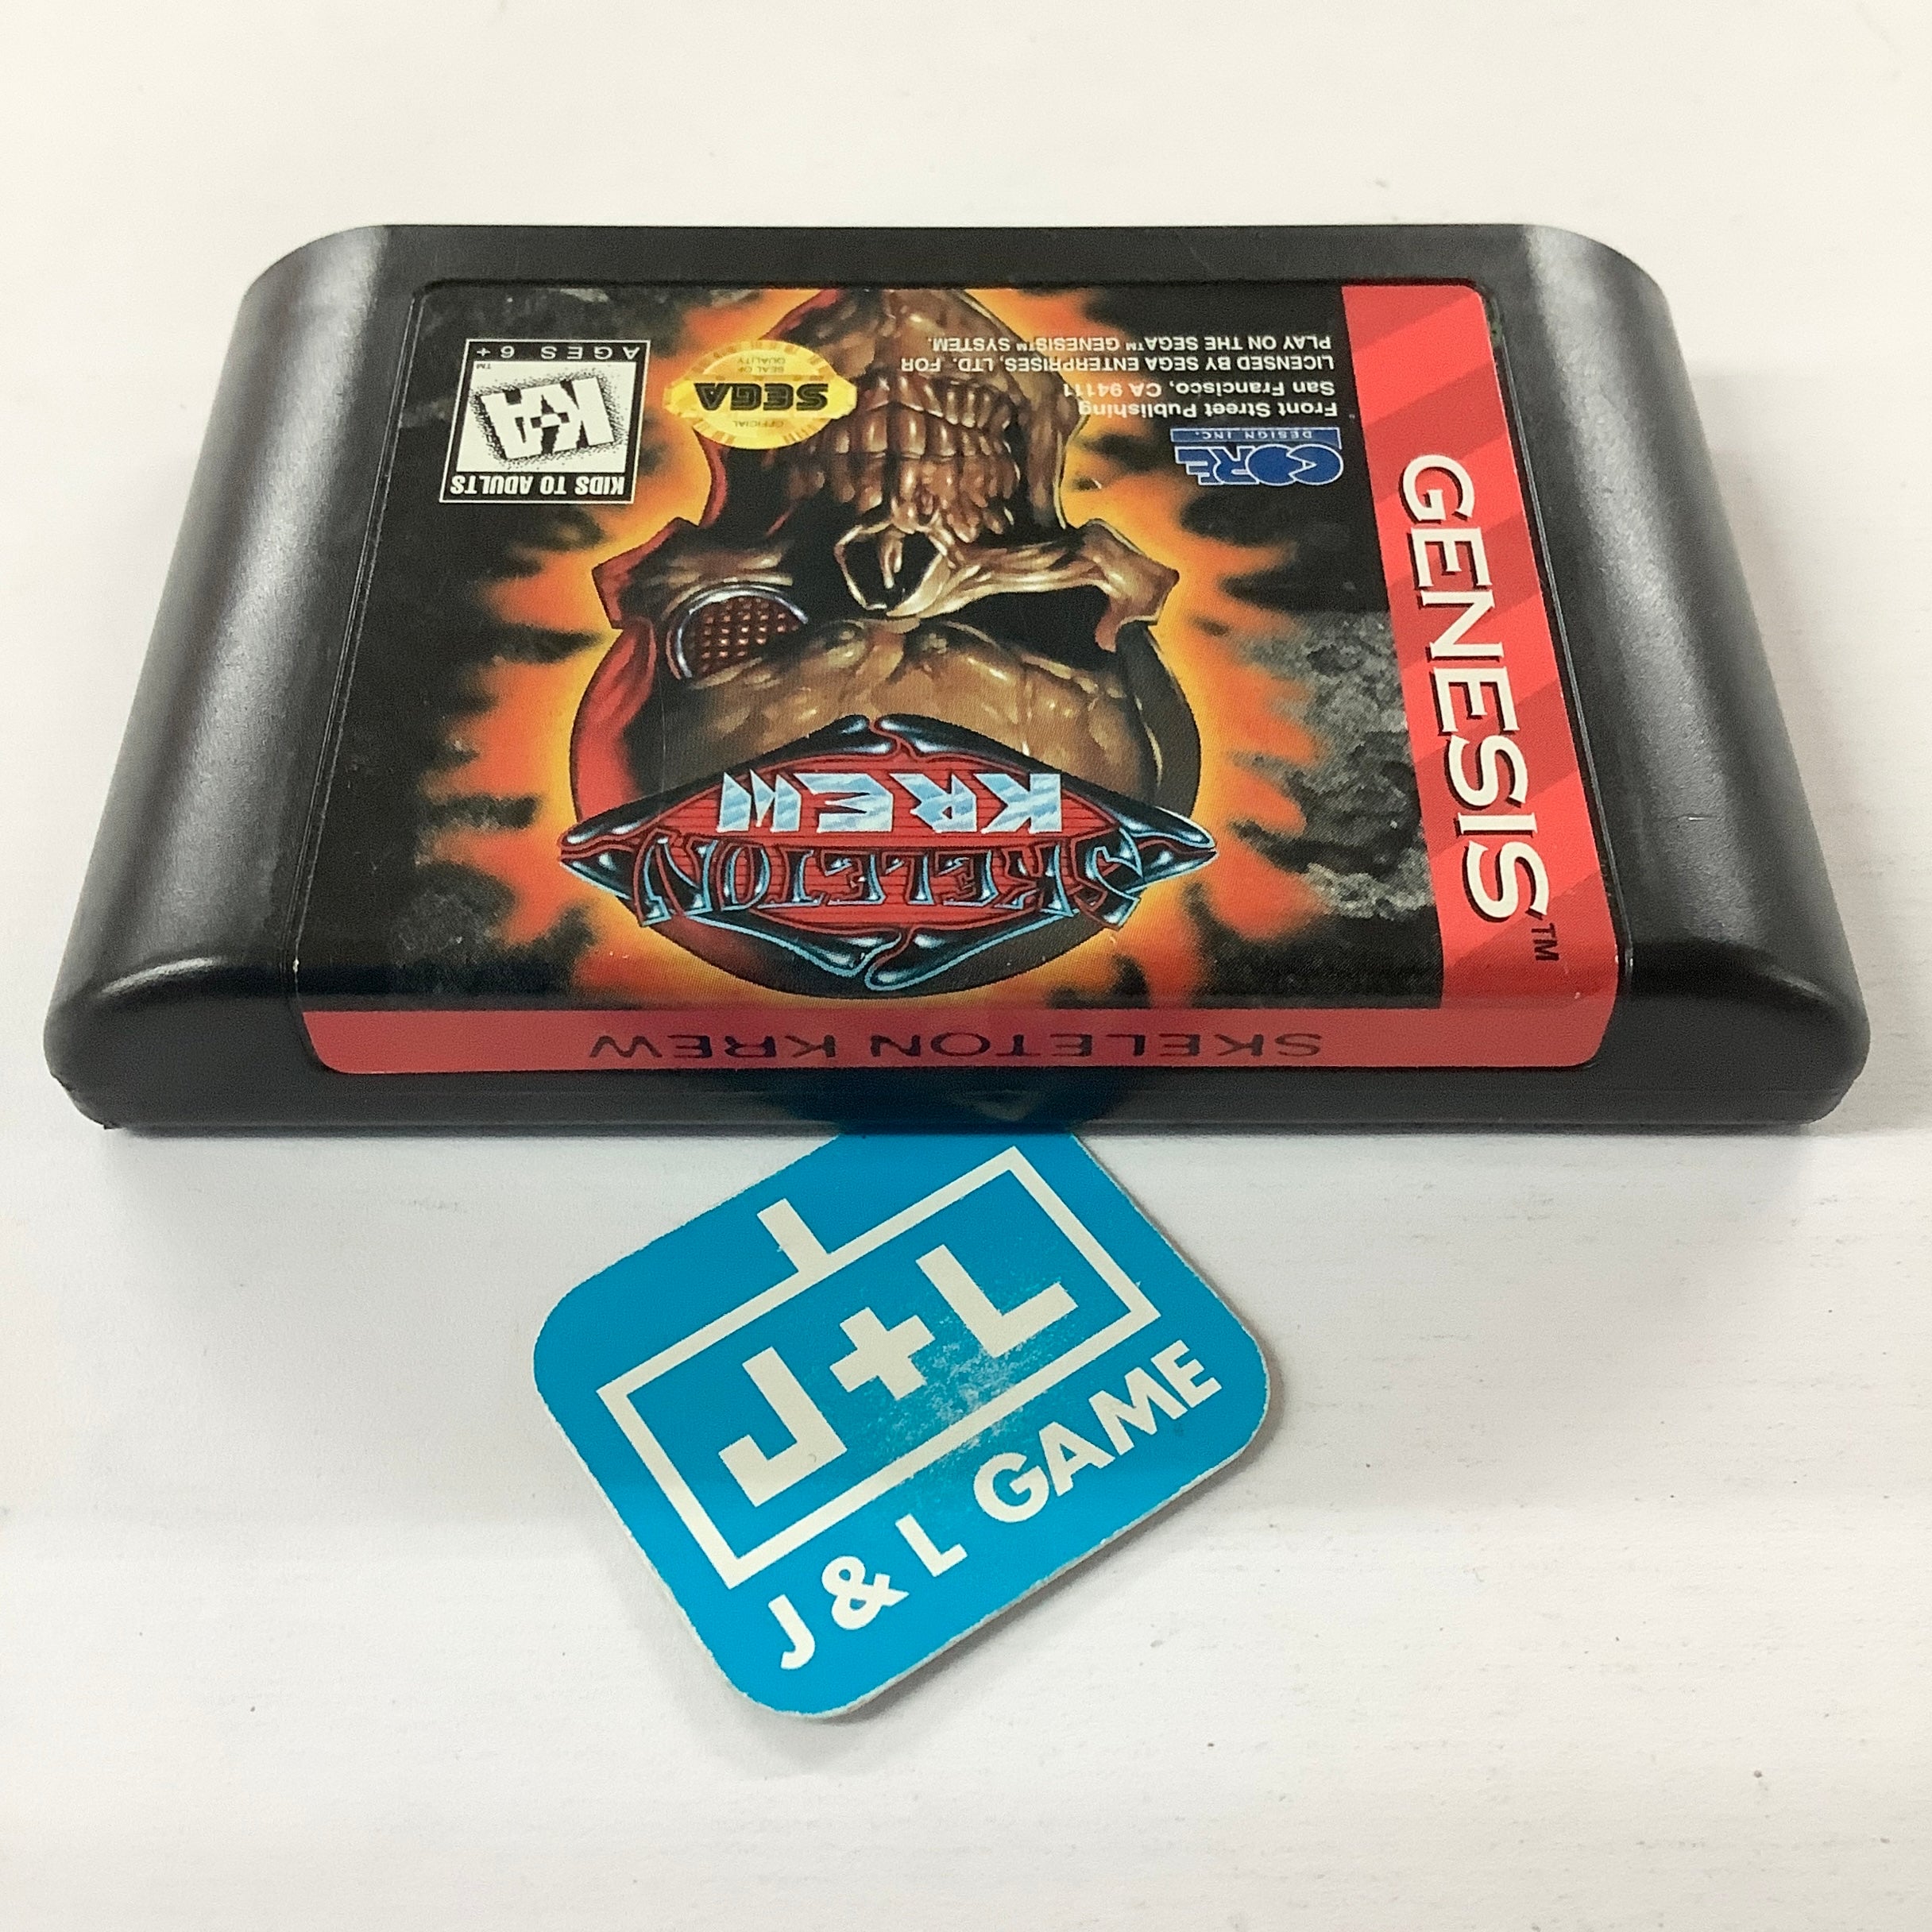 GENESIS™
SKELETON
KREW
CORE
DESIGN INC.
Front Street Publishing
San Francisco, CA 94111
LICENSED BY SEGA ENTERPRISES, LTD. FOR
PLAY ON THE SEGA™ GENESIS™ SYSTEM.
OFFICIAL
SEGA
SEAL OF
QUALITY
KIDS TO ADULTS
K-A
™
AGES 6+
SKELETON KREW
J+L
J & L GAME